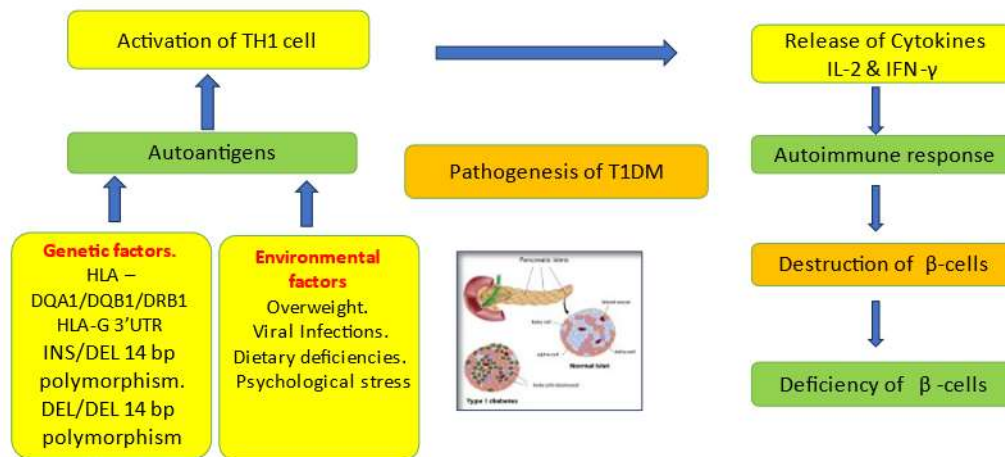 Activation of TH1 cell
Release of Cytokines
IL-2 & IFN-γ
Autoantigens
Pathogenesis of T1DM
Autoimmune response
Genetic factors.
HLA –
DQA1/DQB1/DRB1
HLA-G 3’UTR
INS/DEL 14 bp
polymorphism.
DEL/DEL 14 bp
polymorphism
Environmental
factors
Overweight.
Viral Infections.
Dietary deficiencies.
Psychological stress
Pancreatic islets
Normal islet
Type I diabetes
Destruction of β-cells
Deficiency of β -cells